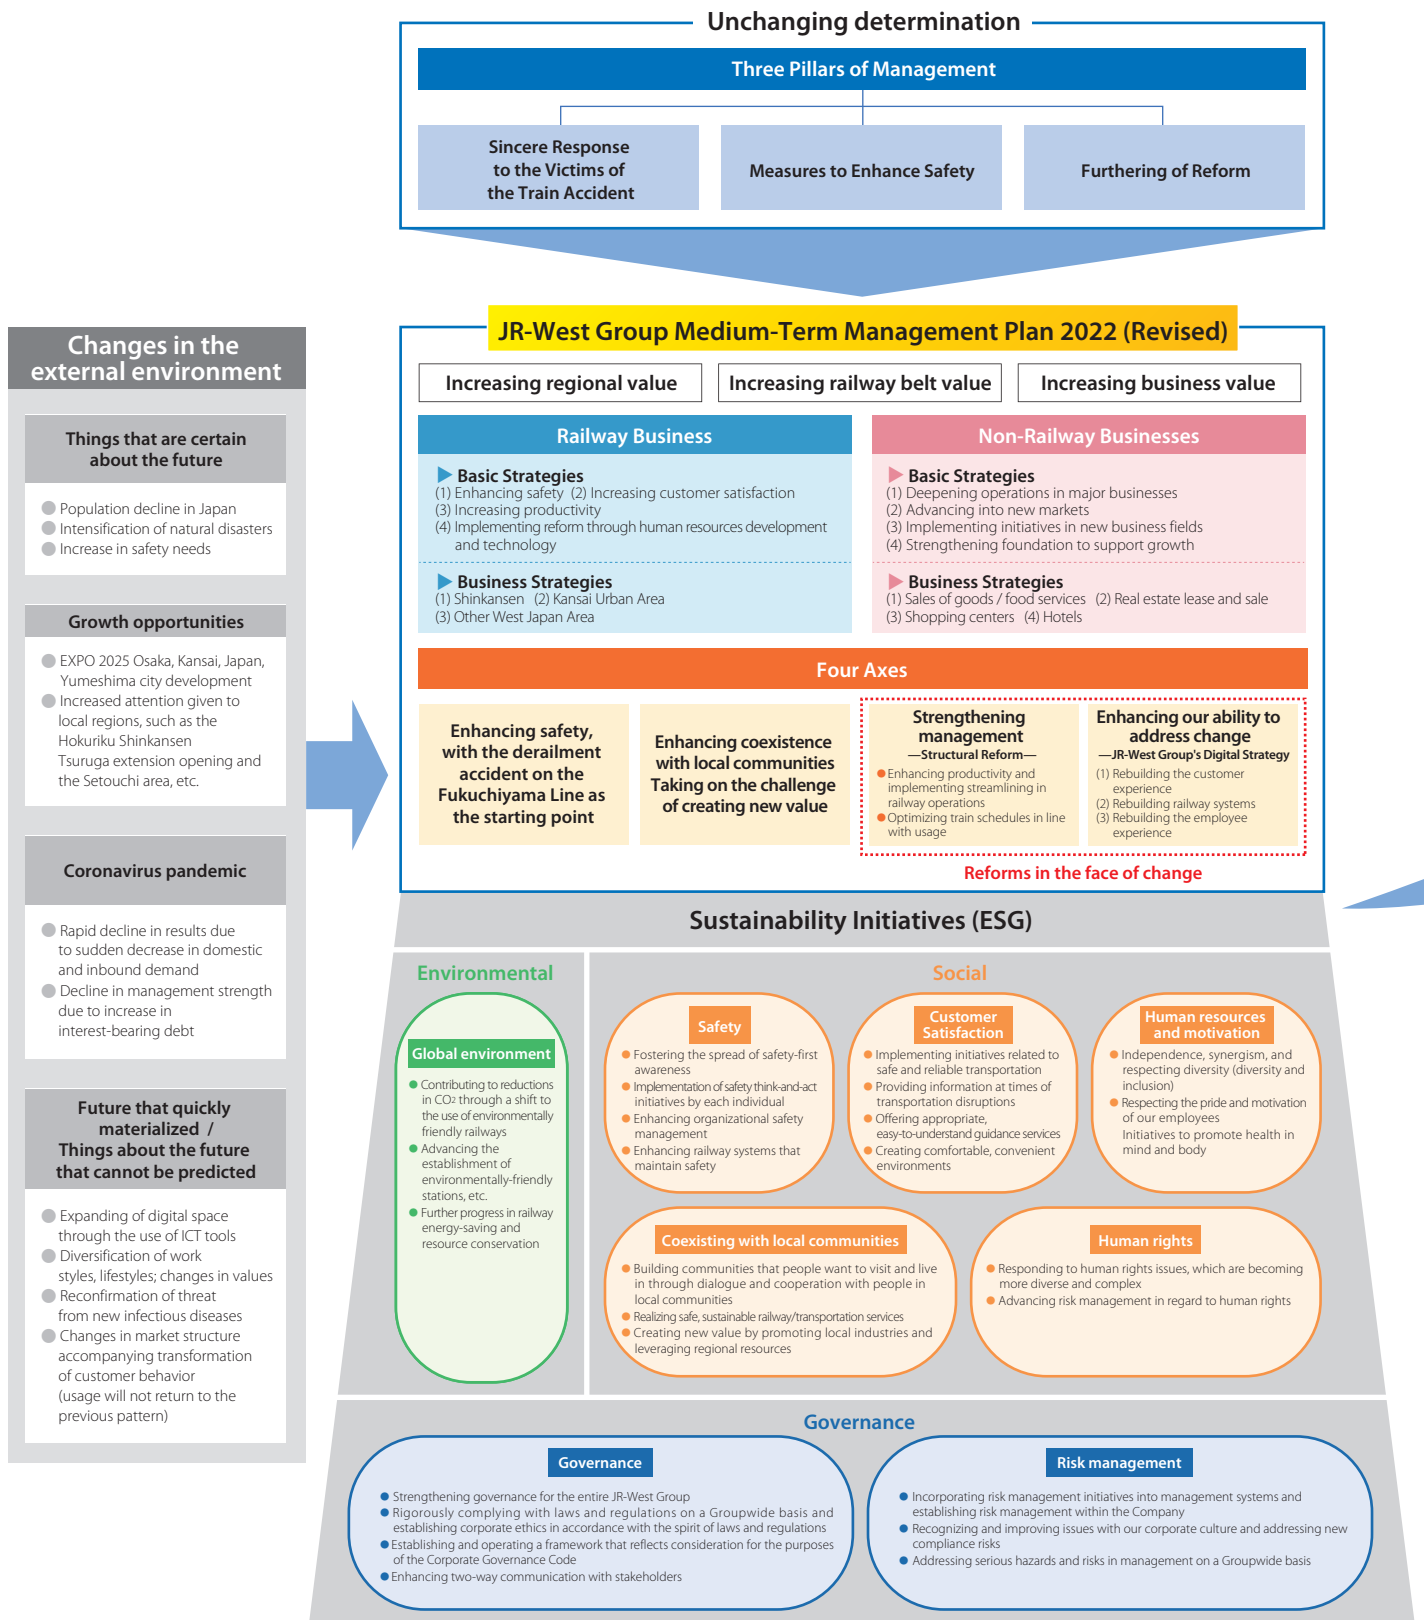 Unchanging determination
Three Pillars of Management
Sincere Response
to the Victims of
the Train Accident
Measures to Enhance Safety
Furthering of Reform
Changes in the
external environment
Things that are certain
about the future
● Population decline in Japan
● Intensification of natural disasters
● Increase in safety needs
Growth opportunities
● EXPO 2025 Osaka, Kansai, Japan,
Yumeshima city development
● Increased attention given to
local regions, such as the
Hokuriku Shinkansen
Tsuruga extension opening and
the Setouchi area, etc.
Coronavirus pandemic
● Rapid decline in results due
to sudden decrease in domestic
and inbound demand
● Decline in management strength
due to increase in
interest-bearing debt
Future that quickly
materialized /
Things about the future
that cannot be predicted
● Expanding of digital space
through the use of ICT tools
● Diversification of work
styles, lifestyles; changes in values
● Reconfirmation of threat
from new infectious diseases
● Changes in market structure
accompanying transformation
of customer behavior
(usage will not return to the
previous pattern)
JR-West Group Medium-Term Management Plan 2022 (Revised)
Increasing regional value
Increasing railway belt value
Increasing business value
Railway Business
▶ Basic Strategies
(1) Enhancing safety (2) Increasing customer satisfaction
(3) Increasing productivity
(4) Implementing reform through human resources development
and technology
▶ Business Strategies
(1) Shinkansen (2) Kansai Urban Area
(3) Other West Japan Area
Non-Railway Businesses
▶ Basic Strategies
(1) Deepening operations in major businesses
(2) Advancing into new markets
(3) Implementing initiatives in new business fields
(4) Strengthening foundation to support growth
▶ Business Strategies
(1) Sales of goods / food services (2) Real estate lease and sale
(3) Shopping centers (4) Hotels
Four Axes
Enhancing safety,
with the derailment
accident on the
Fukuchiyama Line as
the starting point
Enhancing coexistence
with local communities
Taking on the challenge
of creating new value
Strengthening
management
—Structural Reform—
● Enhancing productivity and
implementing streamlining in
railway operations
● Optimizing train schedules in line
with usage
Enhancing our ability to
address change
—JR-West Group's Digital Strategy
(1) Rebuilding the customer
experience
(2) Rebuilding railway systems
(3) Rebuilding the employee
experience
Reforms in the face of change
Sustainability Initiatives (ESG)
Environmental
Global environment
● Contributing to reductions
in CO2 through a shift to
the use of environmentally
friendly railways
● Advancing the
establishment of
environmentally-friendly
stations, etc.
● Further progress in railway
energy-saving and
resource conservation
Social
Safety
● Fostering the spread of safety-first
awareness
● Implementation of safety think-and-act
initiatives by each individual
● Enhancing organizational safety
management
● Enhancing railway systems that
maintain safety
Customer
Satisfaction
● Implementing initiatives related to
safe and reliable transportation
● Providing information at times of
transportation disruptions
● Offering appropriate,
easy-to-understand guidance services
● Creating comfortable, convenient
environments
Human resources
and motivation
● Independence, synergism, and
respecting diversity (diversity and
inclusion)
● Respecting the pride and motivation
of our employees
Initiatives to promote health in
mind and body
Coexisting with local communities
● Building communities that people want to visit and live
in through dialogue and cooperation with people in
local communities
● Realizing safe, sustainable railway/transportation services
● Creating new value by promoting local industries and
leveraging regional resources
Human rights
● Responding to human rights issues, which are becoming
more diverse and complex
● Advancing risk management in regard to human rights
Governance
Governance
● Strengthening governance for the entire JR-West Group
● Rigorously complying with laws and regulations on a Groupwide basis and
establishing corporate ethics in accordance with the spirit of laws and regulations
● Establishing and operating a framework that reflects consideration for the purposes
of the Corporate Governance Code
● Enhancing two-way communication with stakeholders
Risk management
● Incorporating risk management initiatives into management systems and
establishing risk management within the Company
● Recognizing and improving issues with our corporate culture and addressing new
compliance risks
● Addressing serious hazards and risks in management on a Groupwide basis